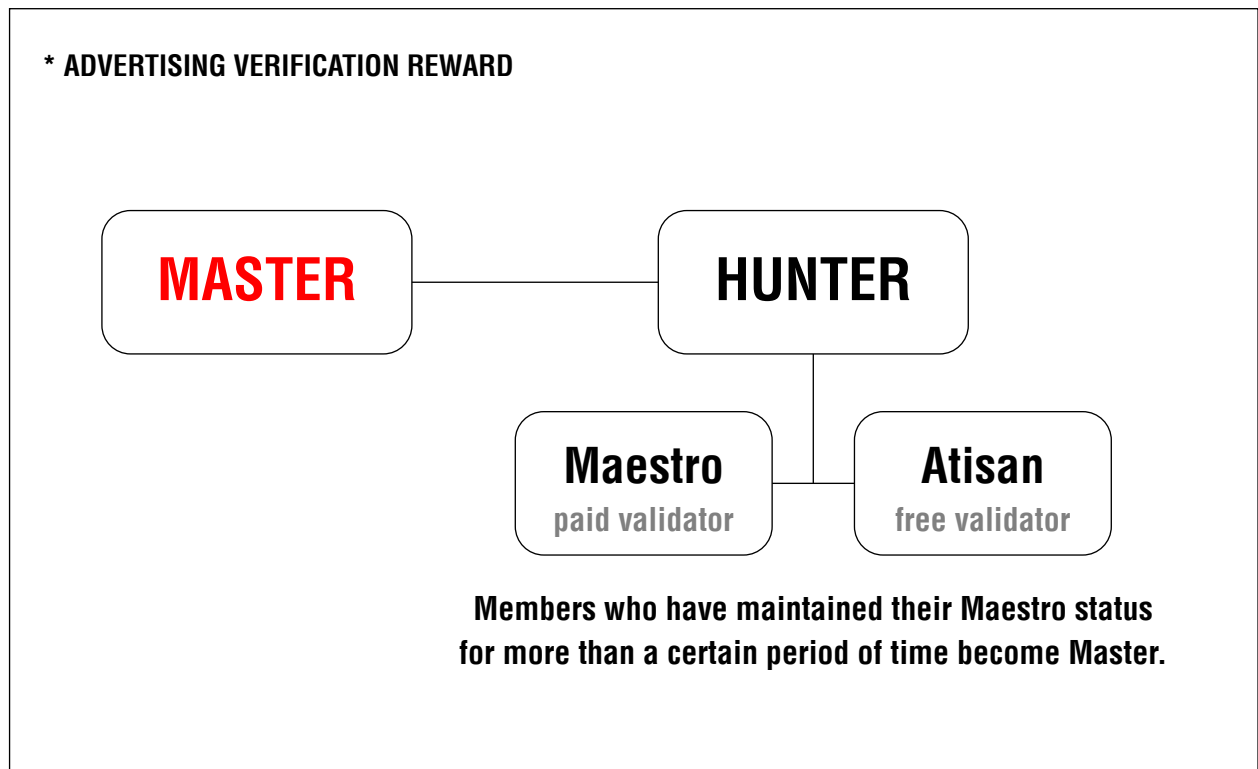 * ADVERTISING VERIFICATION REWARD
MASTER
HUNTER
Maestro
paid validator
Atisan
free validator
Members who have maintained their Maestro status
for more than a certain period of time become Master.